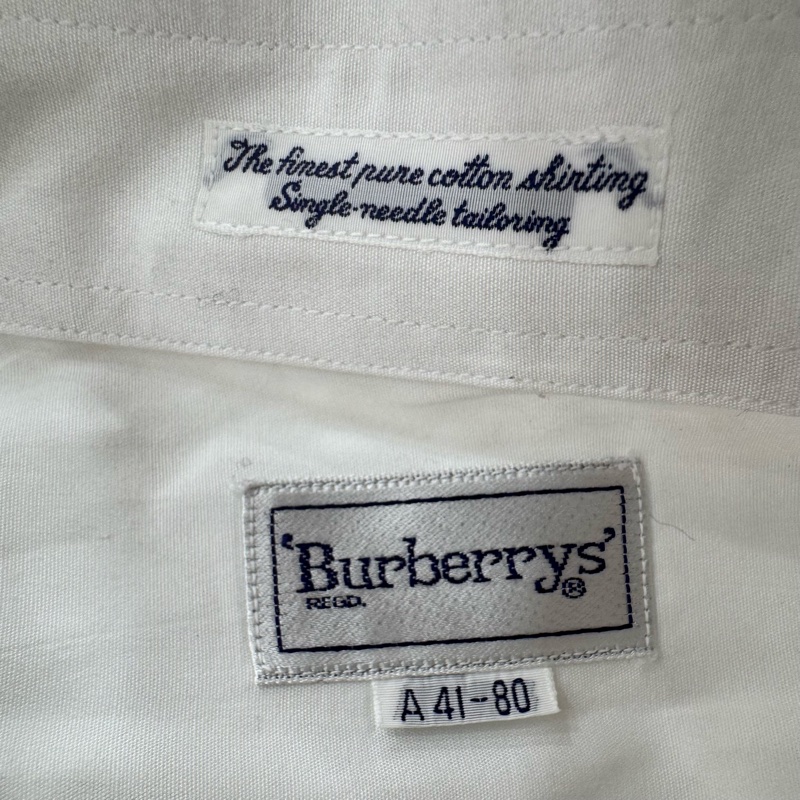 The finest pure cotton shirting
Single-needle tailoring
'Burberrys'®
REGD.
A 41-80